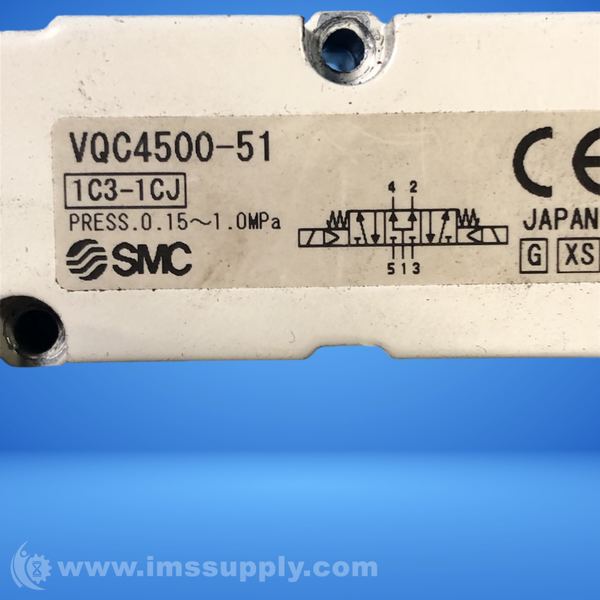 VQC4500-51
1C3-1CJ
PRESS.0.15～1.0MPa
SMC
4 2
5 1 3
CE
JAPAN
G XS
www.imssupply.com